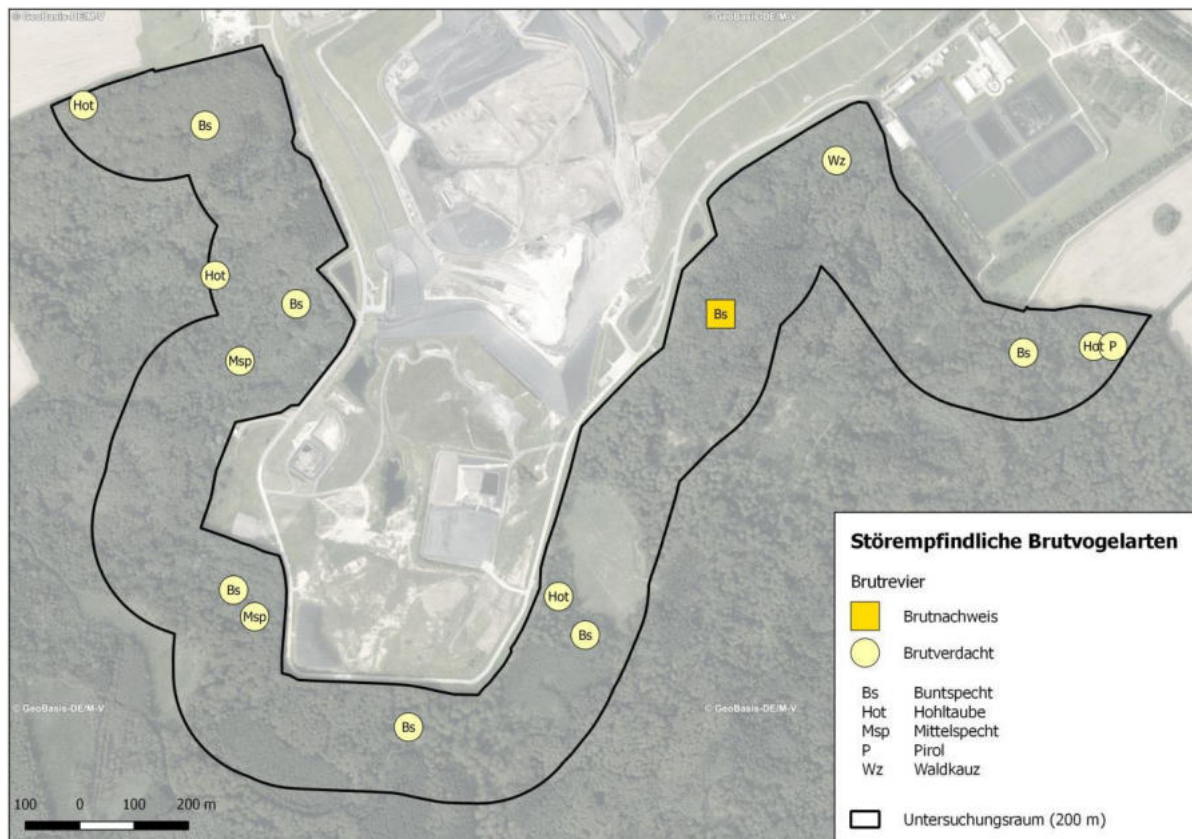 © GeoBasis-DE/M-V
© GeoBasis-DE/M-V
Hot
Bs
Wz
Hot
Bs
Bs
Msp
Bs
Hot
P
Bs
Msp
Hot
Bs
Bs
© GeoBasis-DE/M-V
© GeoBasis-DE/M-V
100 0 100 200 m
Störempfindliche Brutvogelarten
Brutrevier
Brutnachweis
Brutverdacht
Bs Buntspecht
Hot Hohltaube
Msp Mittelspecht
P Pirol
Wz Waldkauz
Untersuchungsraum (200 m)